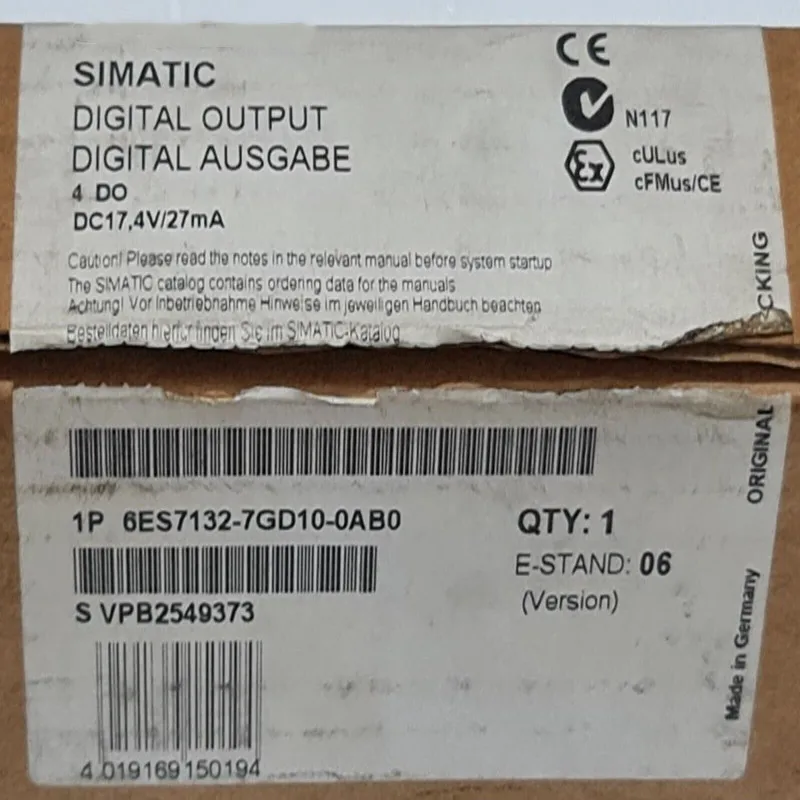 SIMATIC
DIGITAL OUTPUT
DIGITAL AUSGABE
4 DO
DC17,4V/27mA
Caution! Please read the notes in the relevant manual before system startup
The SIMATIC catalog contains ordering data for the manuals
Achtung! Vor Inbetriebnahme Hinweise im jeweiligen Handbuch beachten
Bestelldaten hierfür finden Sie im SIMATIC-Katalog
CE
N117
Ex
cULus
cFMus/CE
CKING
1P 6ES7132-7GD10-0AB0
QTY: 1
E-STAND: 06
(Version)
S VPB2549373
4 019169 150194
ORIGINAL
Made in Germany